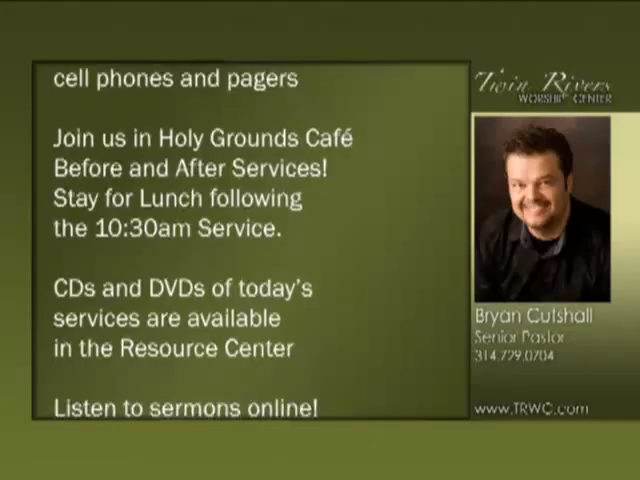 cell phones and pagers
Join us in Holy Grounds Café
Before and After Services!
Stay for Lunch following
the 10:30am Service.
CDs and DVDs of today's
services are available
in the Resource Center
Listen to sermons online!
Twin Rivers
WORSHIP CENTER
Bryan Cutshall
Senior Pastor
314.729.0704
www.TRWC.com